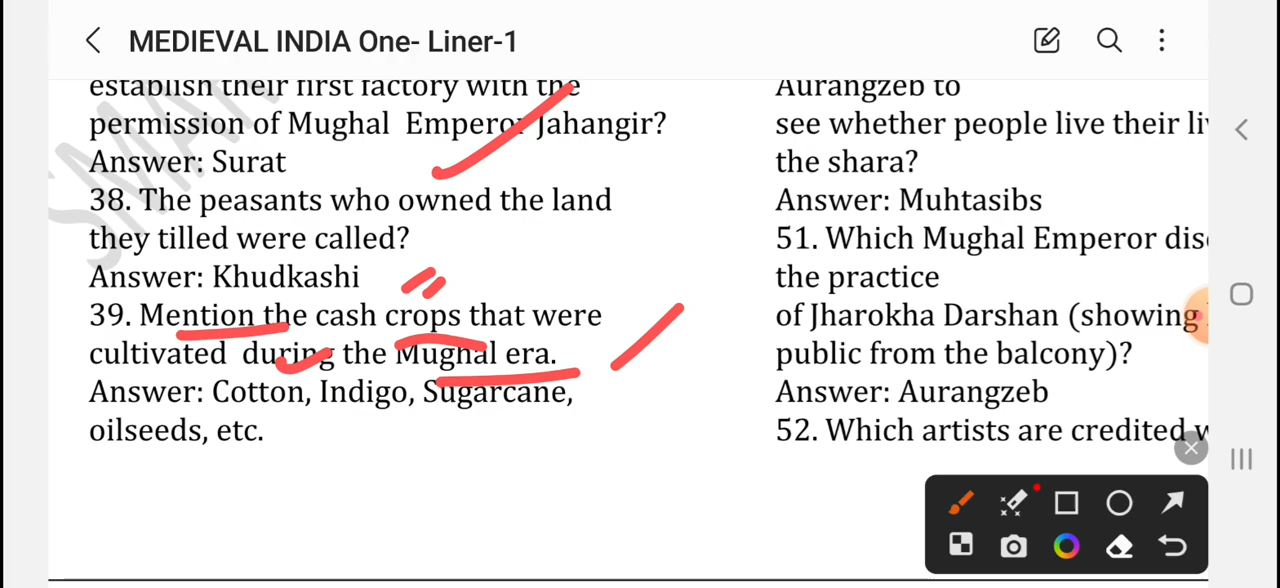 MEDIEVAL INDIA One- Liner-1
establish their first factory with the
permission of Mughal Emperor Jahangir?
Answer: Surat
38. The peasants who owned the land
they tilled were called?
Answer: Khudkashi
39. Mention the cash crops that were
cultivated during the Mughal era.
Answer: Cotton, Indigo, Sugarcane,
oilseeds, etc.
Aurangzeb to
see whether people live their
the shara?
Answer: Muhtasibs
51. Which Mughal Emperor
the practice
of Jharokha Darshan (showing
public from the balcony)?
Answer: Aurangzeb
52. Which artists are credited